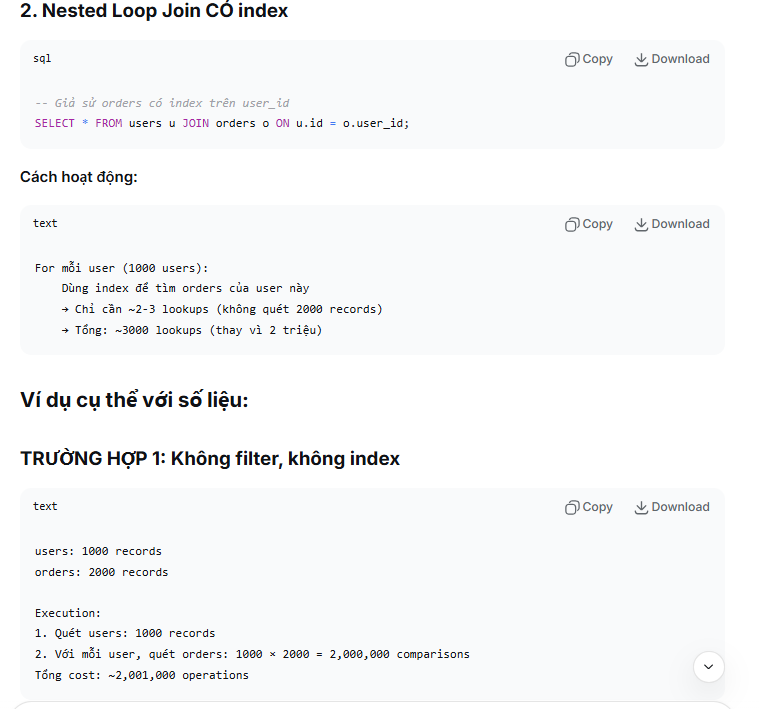 2. Nested Loop Join CÓ index
sql
Copy
Download
-- Giả sử orders có index trên user_id
SELECT * FROM users u JOIN orders o ON u.id = o.user_id;
Cách hoạt động:
text
Copy
Download
For mỗi user (1000 users):
    Dùng index để tìm orders của user này
    → Chỉ cần ~2-3 lookups (không quét 2000 records)
    → Tổng: ~3000 lookups (thay vì 2 triệu)
Ví dụ cụ thể với số liệu:
TRƯỜNG HỢP 1: Không filter, không index
text
Copy
Download
users: 1000 records
orders: 2000 records
Execution:
1. Quét users: 1000 records
2. Với mỗi user, quét orders: 1000 × 2000 = 2,000,000 comparisons
Tổng cost: ~2,001,000 operations